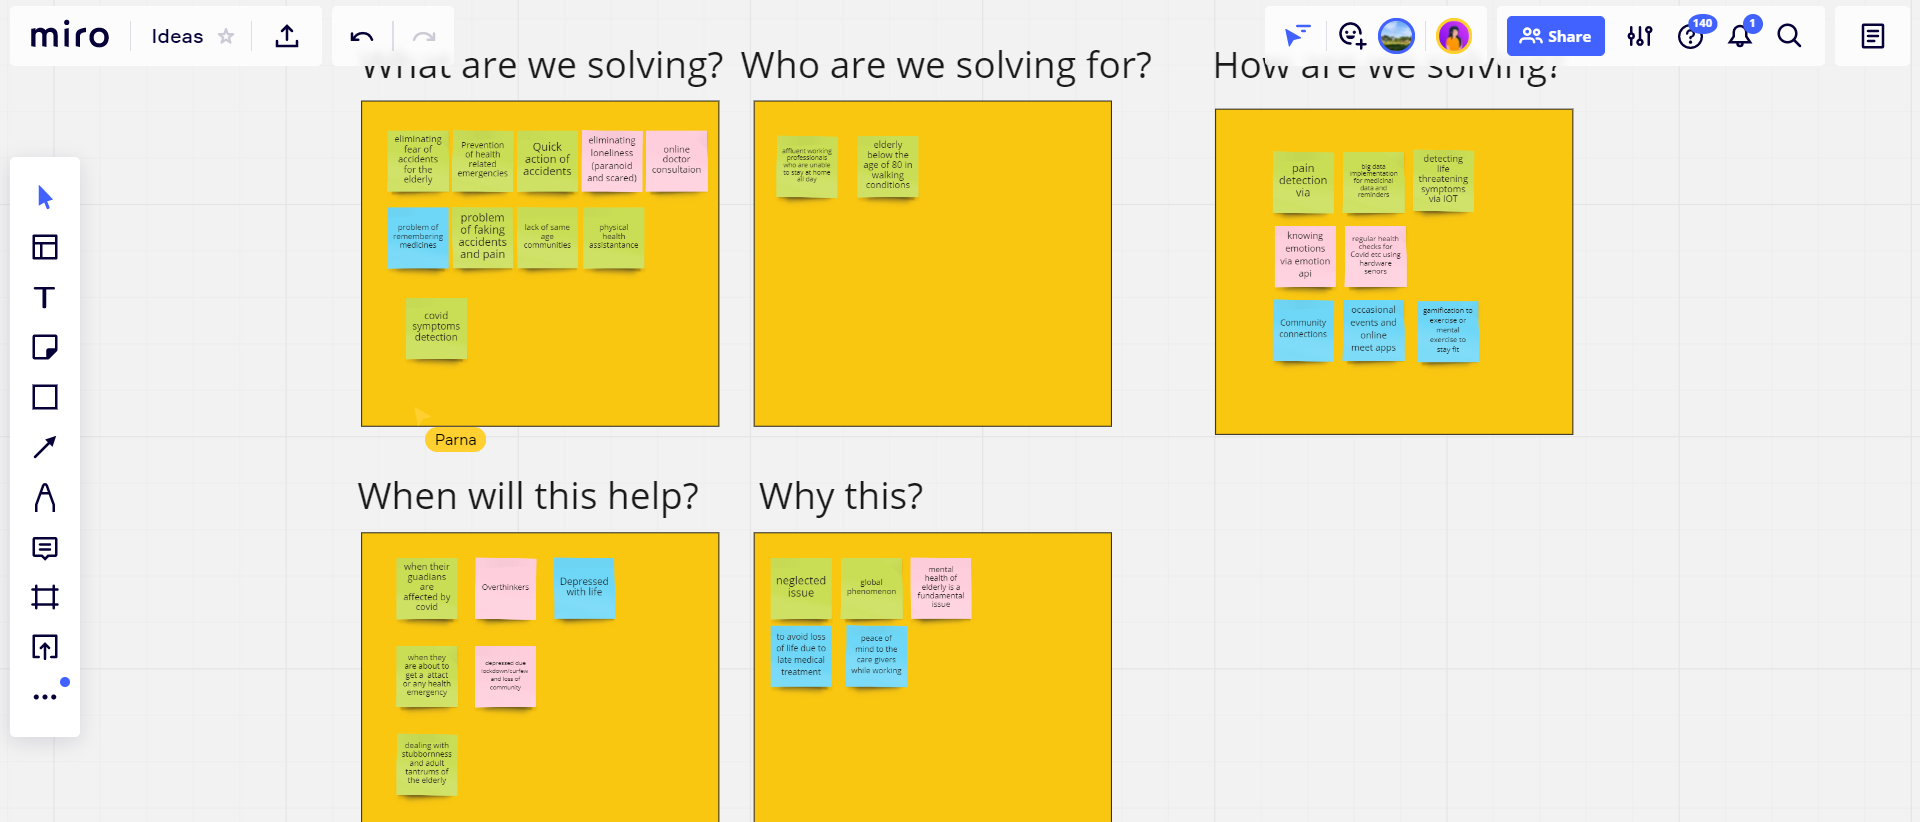 miro
Ideas
Share
140
1
What are we solving?
Who are we solving for?
How are we solving?
eliminating
fear of
accidents
for the
elderly
Prevention
of health
related
emergencies
Quick
action of
accidents
eliminating
loneliness
(paranoid
and scared)
online
doctor
consultaion
problem of
remembering
medicines
problem
of faking
accidents
and pain
lack of same
age
communities
physical
health
assistantance
covid
symptoms
detection
Parna
affluent working
professionals
who are unable
to stay at home
all day
elderly
below the
age of 80 in
walking
conditions
pain
detection
via
big data
implementation
for medicinal
data and
reminders
detecting
life
threatening
symptoms
via IOT
knowing
emotions
via emotion
api
regular health
checks for
Covid etc using
hardware
senors
Community
connections
occasional
events and
online
meet apps
gamification to
exercise or
mental
exercise to
stay fit
When will this help?
Why this?
when their
guadians
are
affected by
covid
Overthinkers
Depressed
with life
when they
are about to
get a attact
or any health
emergency
depressed due
lockdown/curfew
and loss of
community
dealing with
stubbornness
and adult
tantrums of
the elderly
neglected
issue
global
phenomenon
mental
health of
elderly is a
fundamental
issue
to avoid loss
of life due to
late medical
treatment
peace of
mind to the
care givers
while working